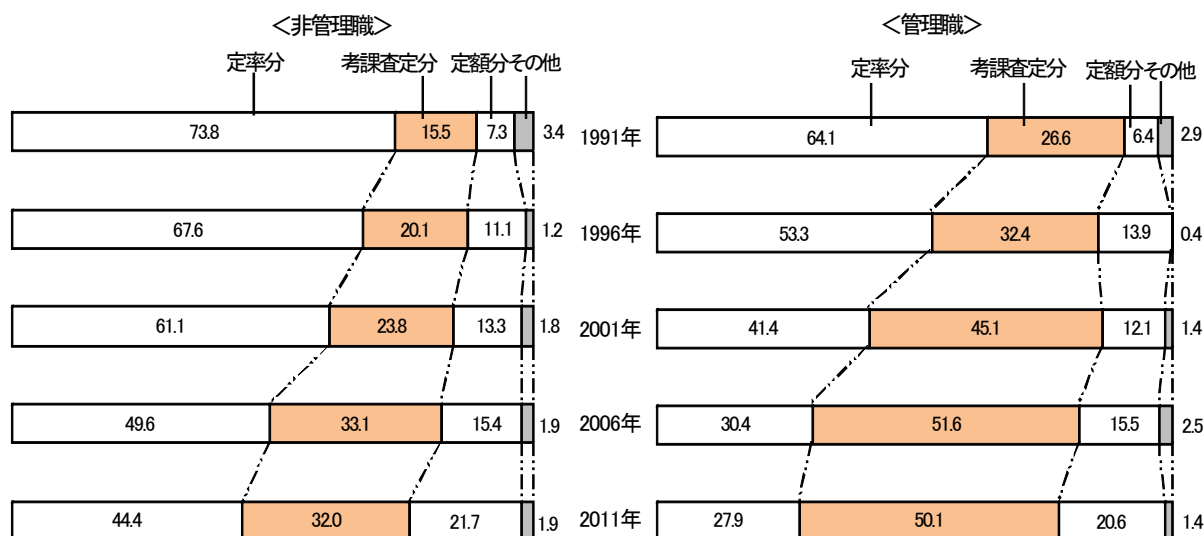 ＜非管理職＞ ＜管理職＞
定率分 考課査定分 定額分 その他 定率分 考課査定分 定額分 その他
73.8 15.5 7.3 3.4 1991年 64.1 26.6 6.4 2.9
67.6 20.1 11.1 1.2 1996年 53.3 32.4 13.9 0.4
61.1 23.8 13.3 1.8 2001年 41.4 45.1 12.1 1.4
49.6 33.1 15.4 1.9 2006年 30.4 51.6 15.5 2.5
44.4 32.0 21.7 1.9 2011年 27.9 50.1 20.6 1.4